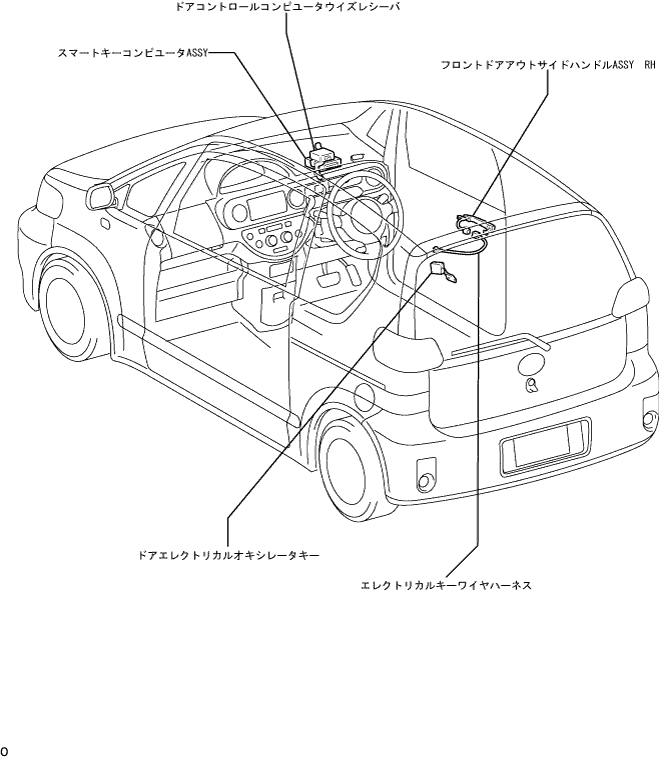 ドアコントロールコンピュータウイズレシーバ
スマートキーコンピュータASSY
フロントドアアウトサイドハンドルASSY RH
ドアエレクトリカルオキシレータキー
エレクトリカルキーワイヤハーネス
O